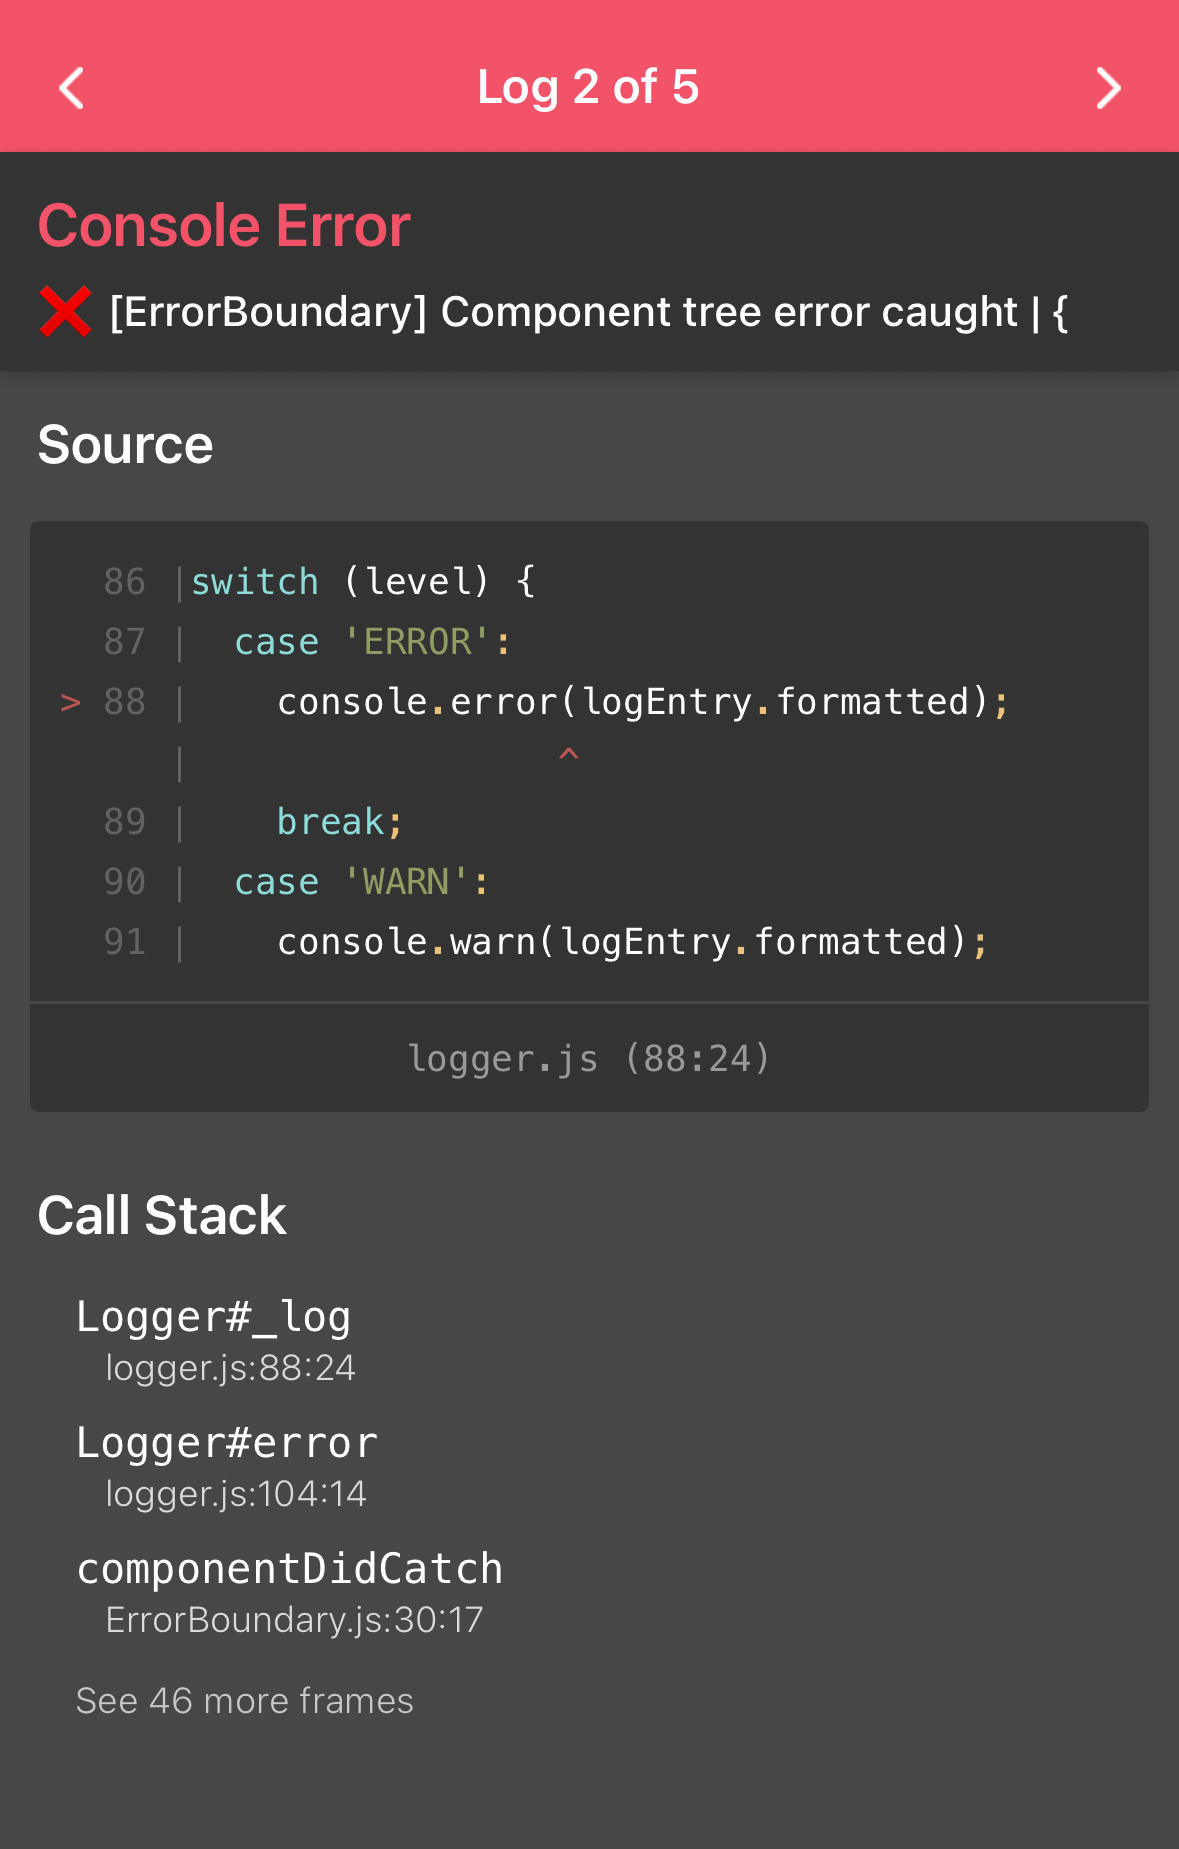 Log 2 of 5
Console Error
❌ [ErrorBoundary] Component tree error caught | {
Source
86 |switch (level) {
87 |  case 'ERROR':
> 88 |    console.error(logEntry.formatted);
|                 ^
89 |    break;
90 |  case 'WARN':
91 |    console.warn(logEntry.formatted);
logger.js (88:24)
Call Stack
Logger#_log
logger.js:88:24
Logger#error
logger.js:104:14
componentDidCatch
ErrorBoundary.js:30:17
See 46 more frames